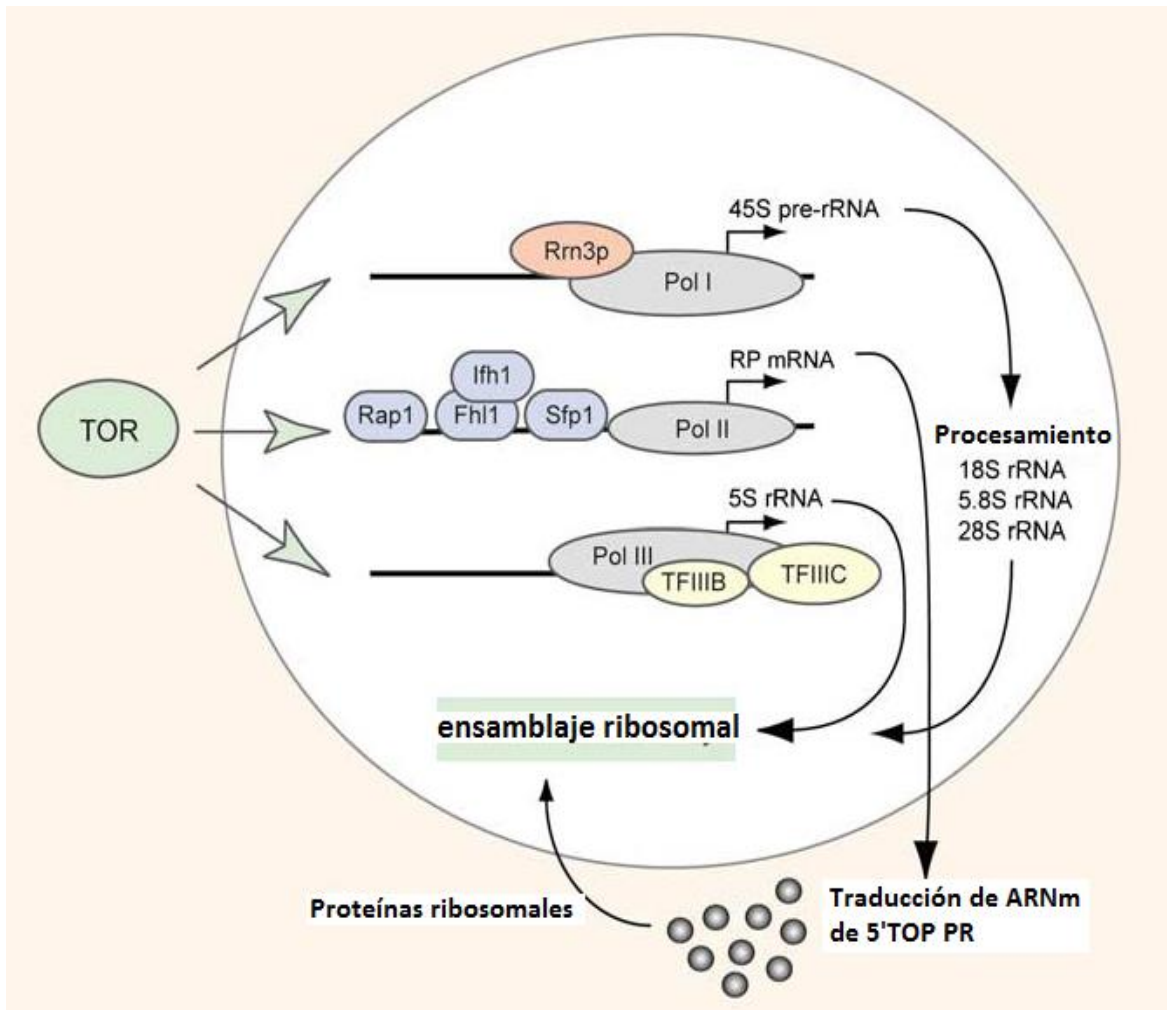 45S pre-rRNA
Rrn3p
Pol I
TOR
RP mRNA
Ifh1
Rap1
Fhl1
Sfp1
Pol II
Procesamiento
18S rRNA
5.8S rRNA
28S rRNA
5S rRNA
Pol III
TFIIIB
TFIIIC
ensamblaje ribosomal
Proteínas ribosomales
Traducción de ARNm
de 5'TOP PR